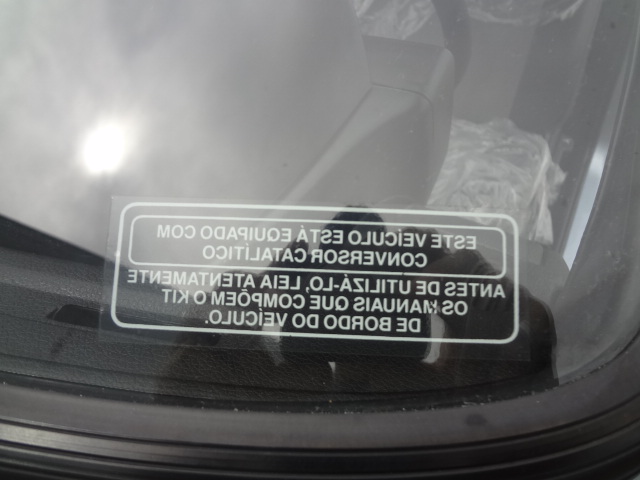 ESTE VEÍCULO ESTÁ EQUIPADO COM
CONVERSOR CATALÍTICO
ANTES DE UTILIZÁ-LO, LEIA ATENTAMENTE
OS MANUAIS QUE COMPÕEM O KIT
DE BORDO DO VEÍCULO.